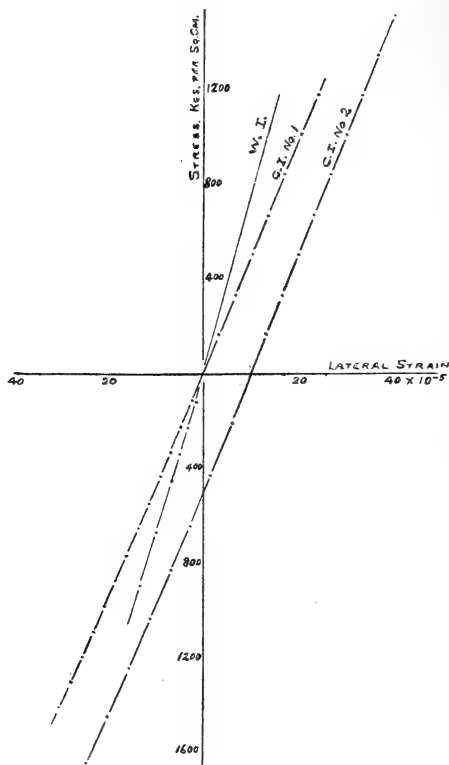 STRESS. KGS. PER SQ. CM.
1200
800
400
W. I.
C. I. No. 1
C. I. No 2
LATERAL STRAIN
40
20
20
40 × 10⁻⁵
400
800
1200
1600